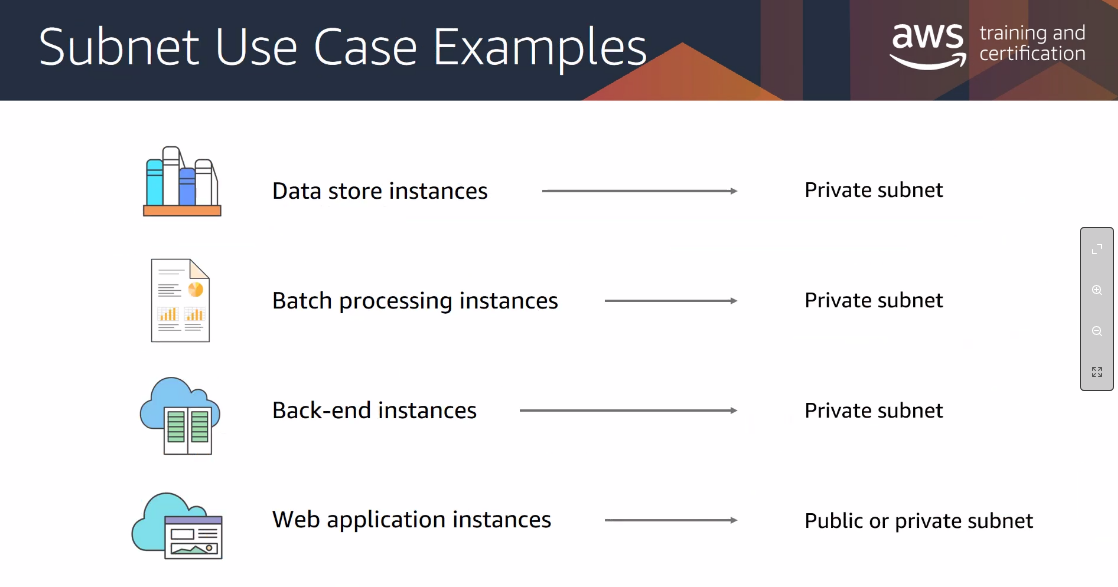 Subnet Use Case Examples
aws training and
certification
Data store instances Private subnet
Batch processing instances Private subnet
Back-end instances Private subnet
Web application instances Public or private subnet